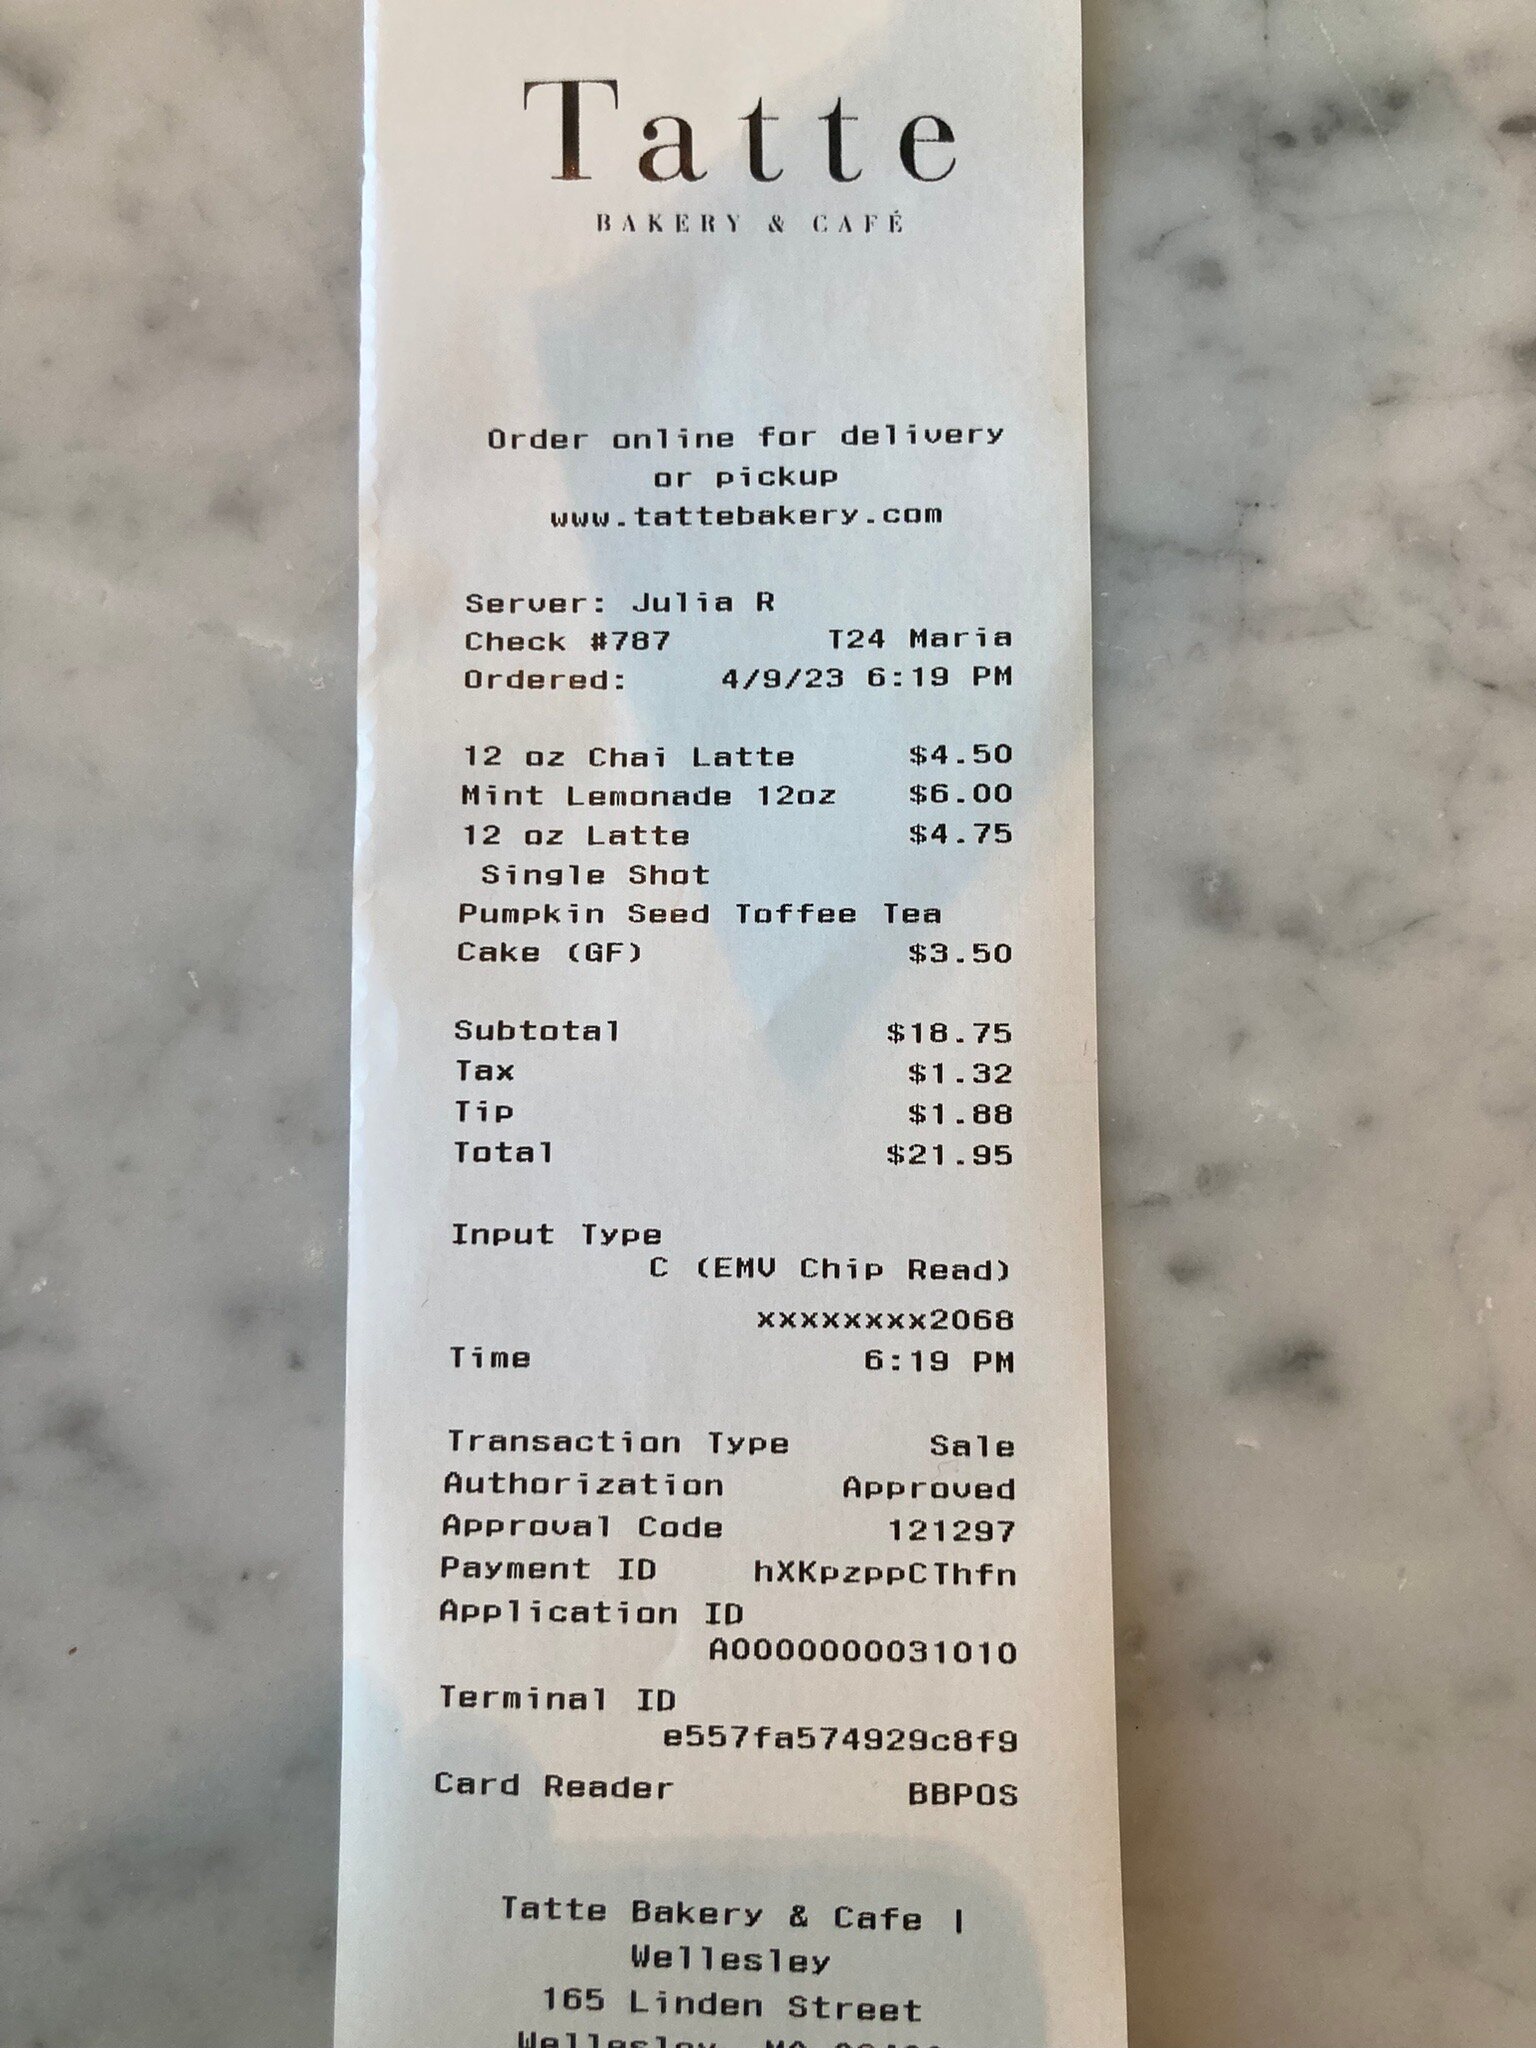 Tatte
BAKERY & CAFÉ
Order online for delivery
or pickup
www.tattebakery.com
Server: Julia R
Check #787 T24 Maria
Ordered: 4/9/23 6:19 PM
12 oz Chai Latte $4.50
Mint Lemonade 12oz $6.00
12 oz Latte $4.75
Single Shot
Pumpkin Seed Toffee Tea
Cake (GF) $3.50
Subtotal $18.75
Tax $1.32
Tip $1.88
Total $21.95
Input Type
C (EMV Chip Read)
xxxxxxxx2068
Time 6:19 PM
Transaction Type Sale
Authorization Approved
Approval Code 121297
Payment ID hXKpzppCThfn
Application ID
A0000000031010
Terminal ID
e557fa574929c8f9
Card Reader BBPOS
Tatte Bakery & Cafe |
Wellesley
165 Linden Street
Wellesley, MA